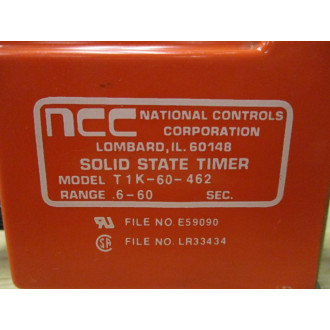 ncc NATIONAL CONTROLS
CORPORATION
LOMBARD, IL. 60148
SOLID STATE TIMER
MODEL T1K-60-462
RANGE .6-60 SEC.
FILE NO. E59090
FILE NO. LR33434